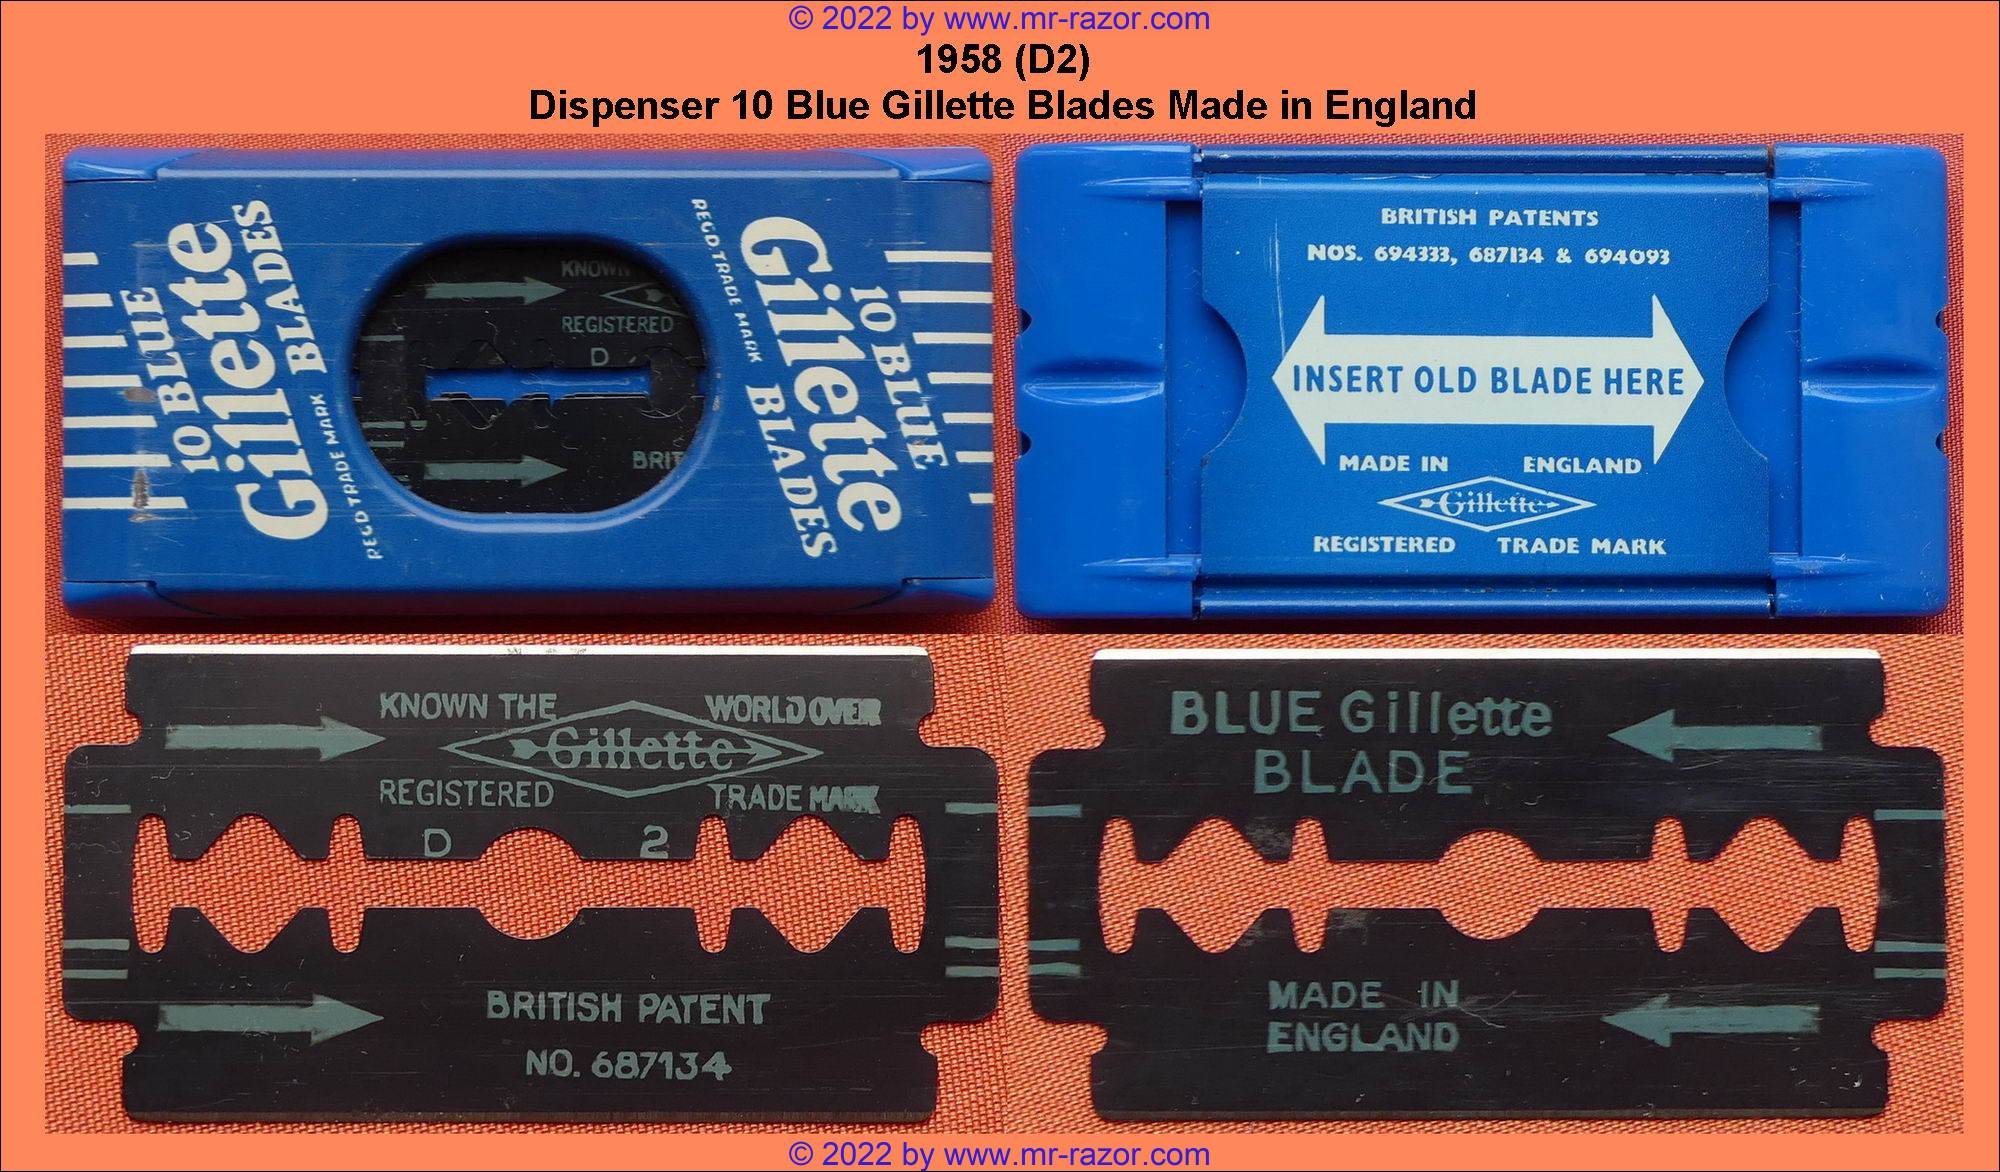 © 2022 by www.mr-razor.com
1958 (D2)
Dispenser 10 Blue Gillette Blades Made in England
10 BLUE
Gillette
BLADES
REGD TRADE MARK
KNOWN
REGISTERED
D
BRIT
REGD TRADE MARK
Gillette
BLADES
10 BLUE
BRITISH PATENTS
NOS. 694333, 687134 & 694093
INSERT OLD BLADE HERE
MADE IN ENGLAND
Gillette
REGISTERED TRADE MARK
KNOWN THE WORLD OVER
Gillette
REGISTERED TRADE MARK
D 2
BRITISH PATENT
NO. 687134
BLUE Gillette
BLADE
MADE IN
ENGLAND
© 2022 by www.mr-razor.com